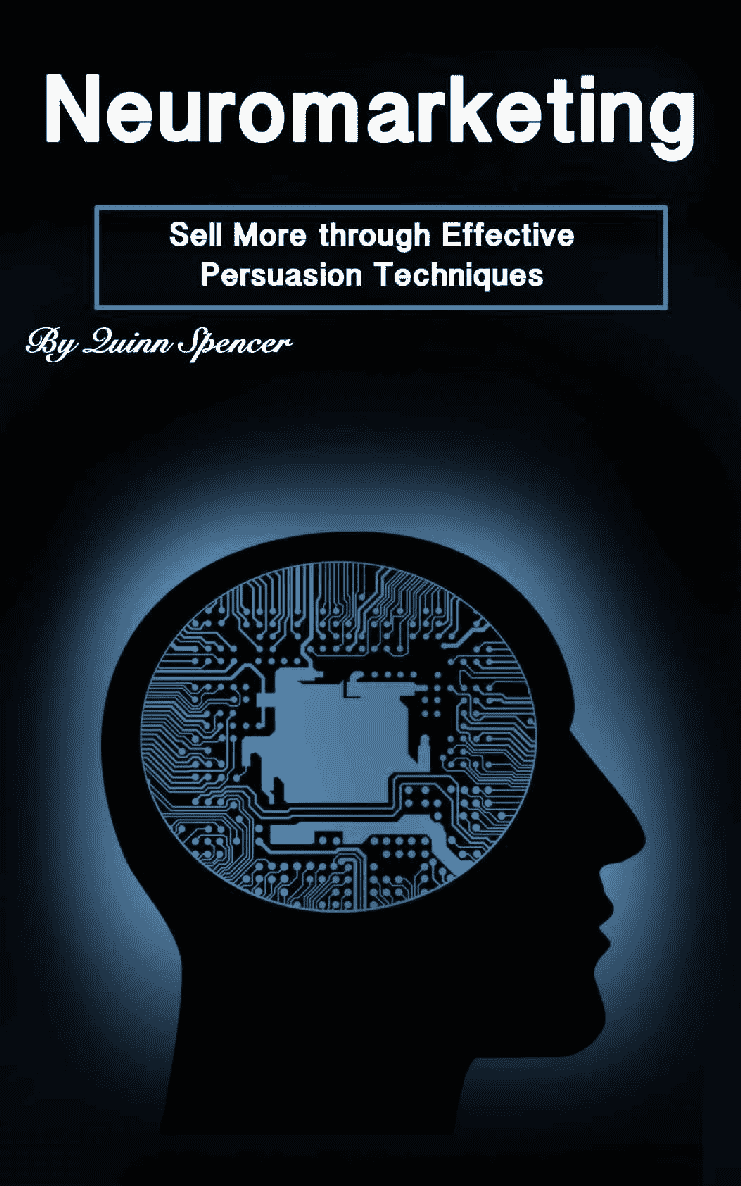 Neuromarketing
Sell More through Effective
Persuasion Techniques
By Quinn Spencer